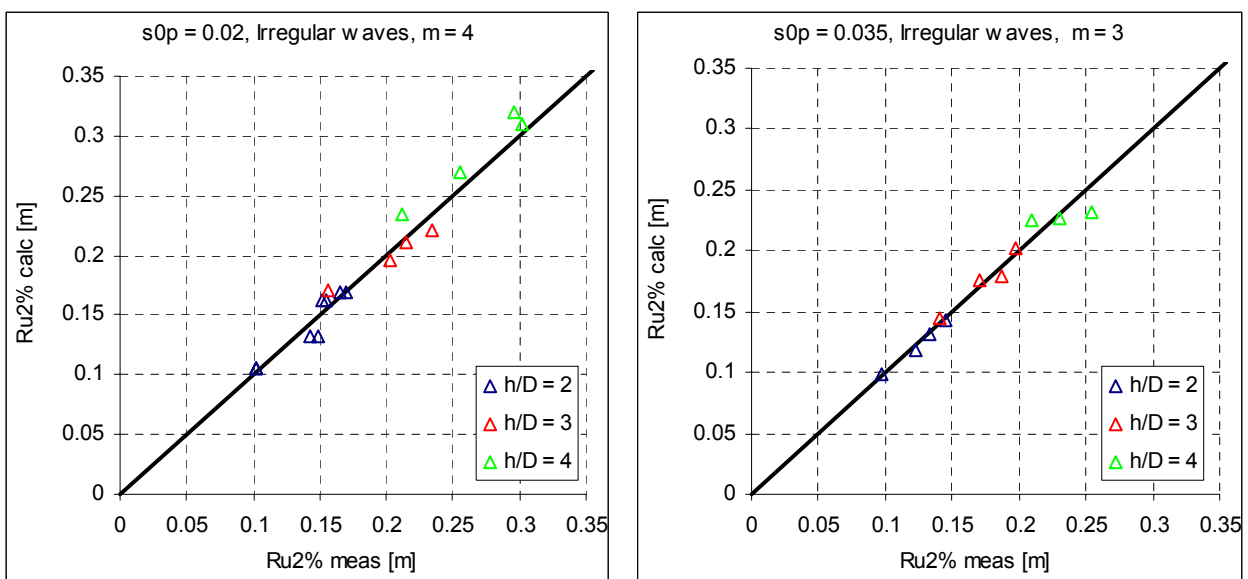 s0p = 0.02, Irregular waves, m = 4
0.35
0.3
0.25
0.2
0.15
0.1
0.05
0
Ru2% calc [m]
0 0.05 0.1 0.15 0.2 0.25 0.3 0.35
Ru2% meas [m]
h/D = 2
h/D = 3
h/D = 4
s0p = 0.035, Irregular waves, m = 3
0.35
0.3
0.25
0.2
0.15
0.1
0.05
0
Ru2% calc [m]
0 0.05 0.1 0.15 0.2 0.25 0.3 0.35
Ru2% meas [m]
h/D = 2
h/D = 3
h/D = 4